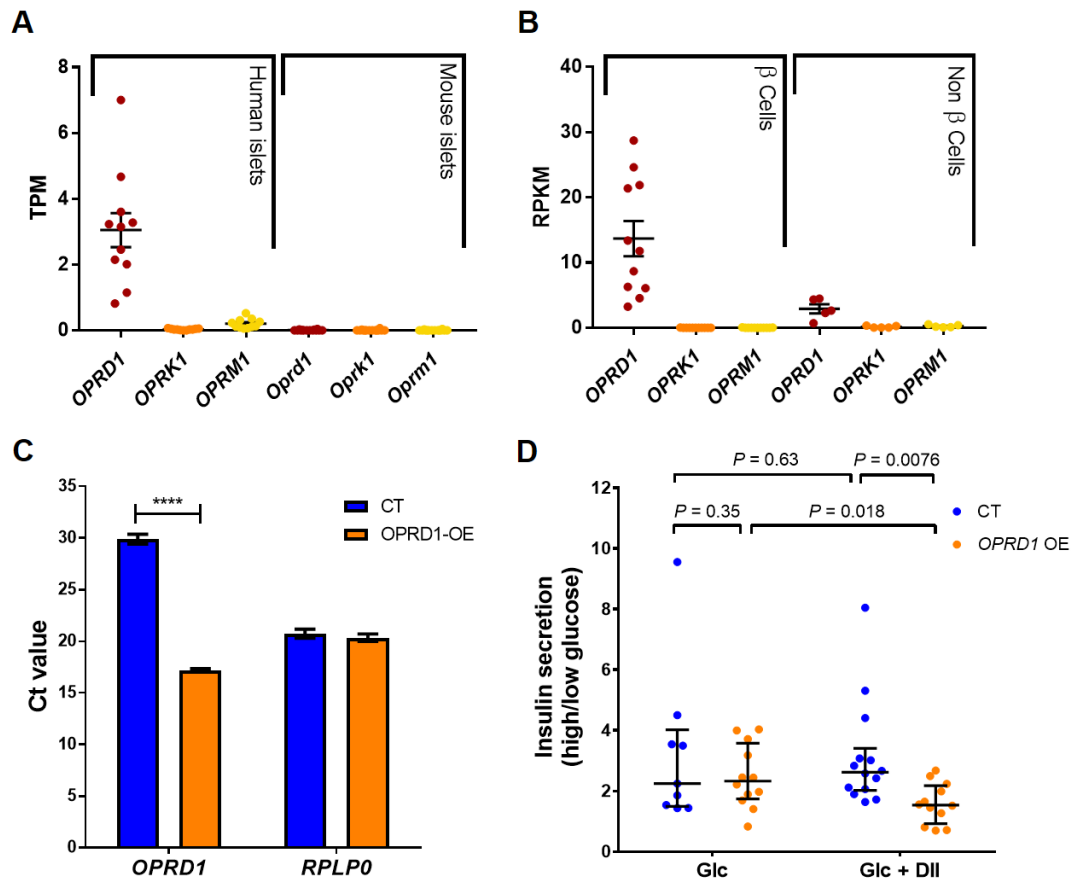 A
TPM
8
6
4
2
0
Human islets
Mouse islets
OPRD1
OPRK1
OPRM1
Oprd1
Oprk1
Oprm1
B
RPKM
40
30
20
10
0
β Cells
Non β Cells
OPRD1
OPRK1
OPRM1
OPRD1
OPRK1
OPRM1
C
Ct value
35
30
25
20
15
10
5
0
****
CT
OPRD1-OE
OPRD1
RPLP0
D
P = 0.63
P = 0.0076
P = 0.35
P = 0.018
Insulin secretion
(high/low glucose)
12
10
8
6
4
2
0
CT
OPRD1 OE
Glc
Glc + DII